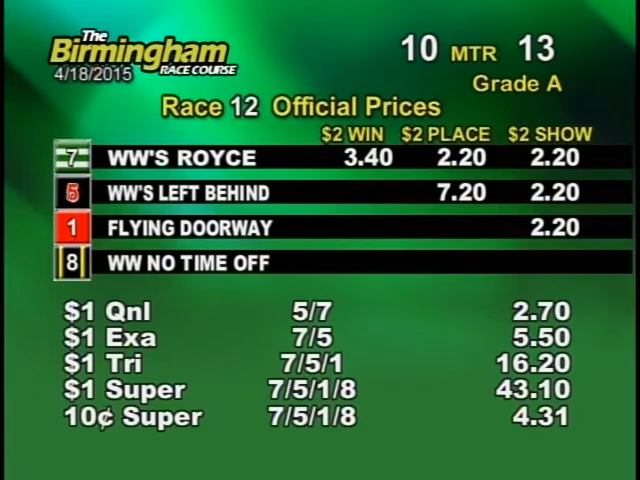 The
Birmingham
RACE COURSE
4/18/2015
10 MTR 13
Grade A
Race 12 Official Prices
$2 WIN $2 PLACE $2 SHOW
7 WW'S ROYCE 3.40 2.20 2.20
5 WW'S LEFT BEHIND 7.20 2.20
1 FLYING DOORWAY 2.20
8 WW NO TIME OFF
$1 Qnl 5/7 2.70
$1 Exa 7/5 5.50
$1 Tri 7/5/1 16.20
$1 Super 7/5/1/8 43.10
10¢ Super 7/5/1/8 4.31